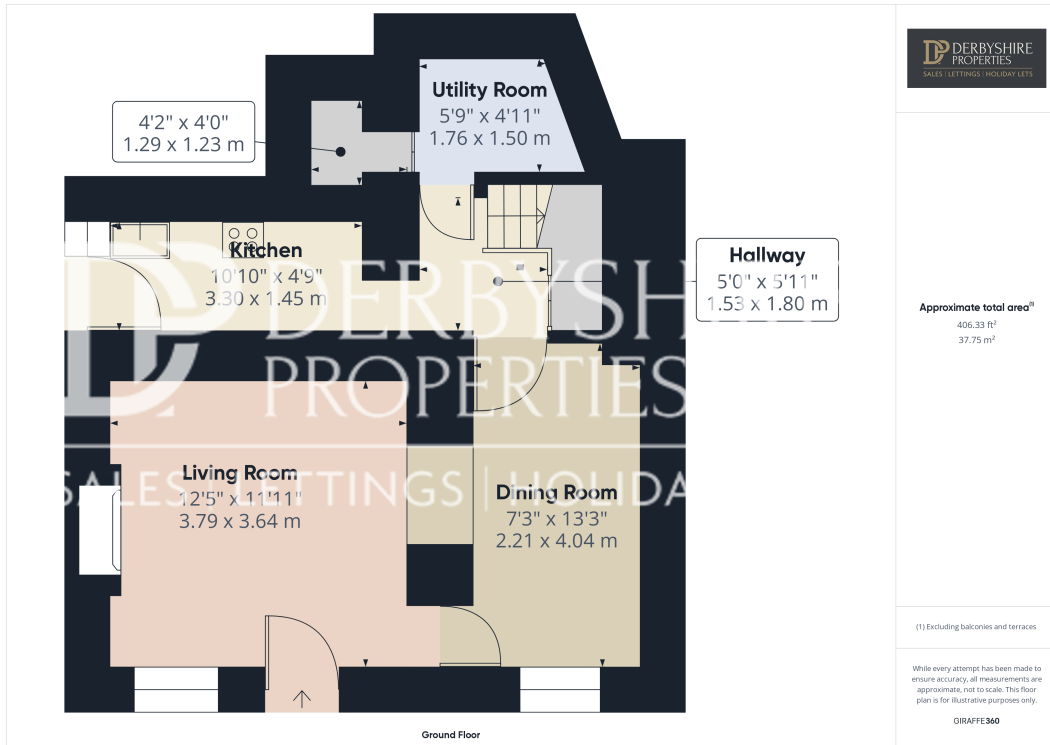 DERBYSHIRE
PROPERTIES
SALES | LETTINGS | HOLIDAY LETS
Utility Room
5'9" x 4'11"
1.76 x 1.50 m
4'2" x 4'0"
1.29 x 1.23 m
Kitchen
10'10" x 4'9"
3.30 x 1.45 m
Hallway
5'0" x 5'11"
1.53 x 1.80 m
DERBYSHIRE
PROPERTIES
SALES | LETTINGS | HOLIDA
Living Room
12'5" x 11'11"
3.79 x 3.64 m
Dining Room
7'3" x 13'3"
2.21 x 4.04 m
Ground Floor
Approximate total area(1)
406.33 ft²
37.75 m²
(1) Excluding balconies and terraces
While every attempt has been made to
ensure accuracy, all measurements are
approximate, not to scale. This floor
plan is for illustrative purposes only.
GIRAFFE360